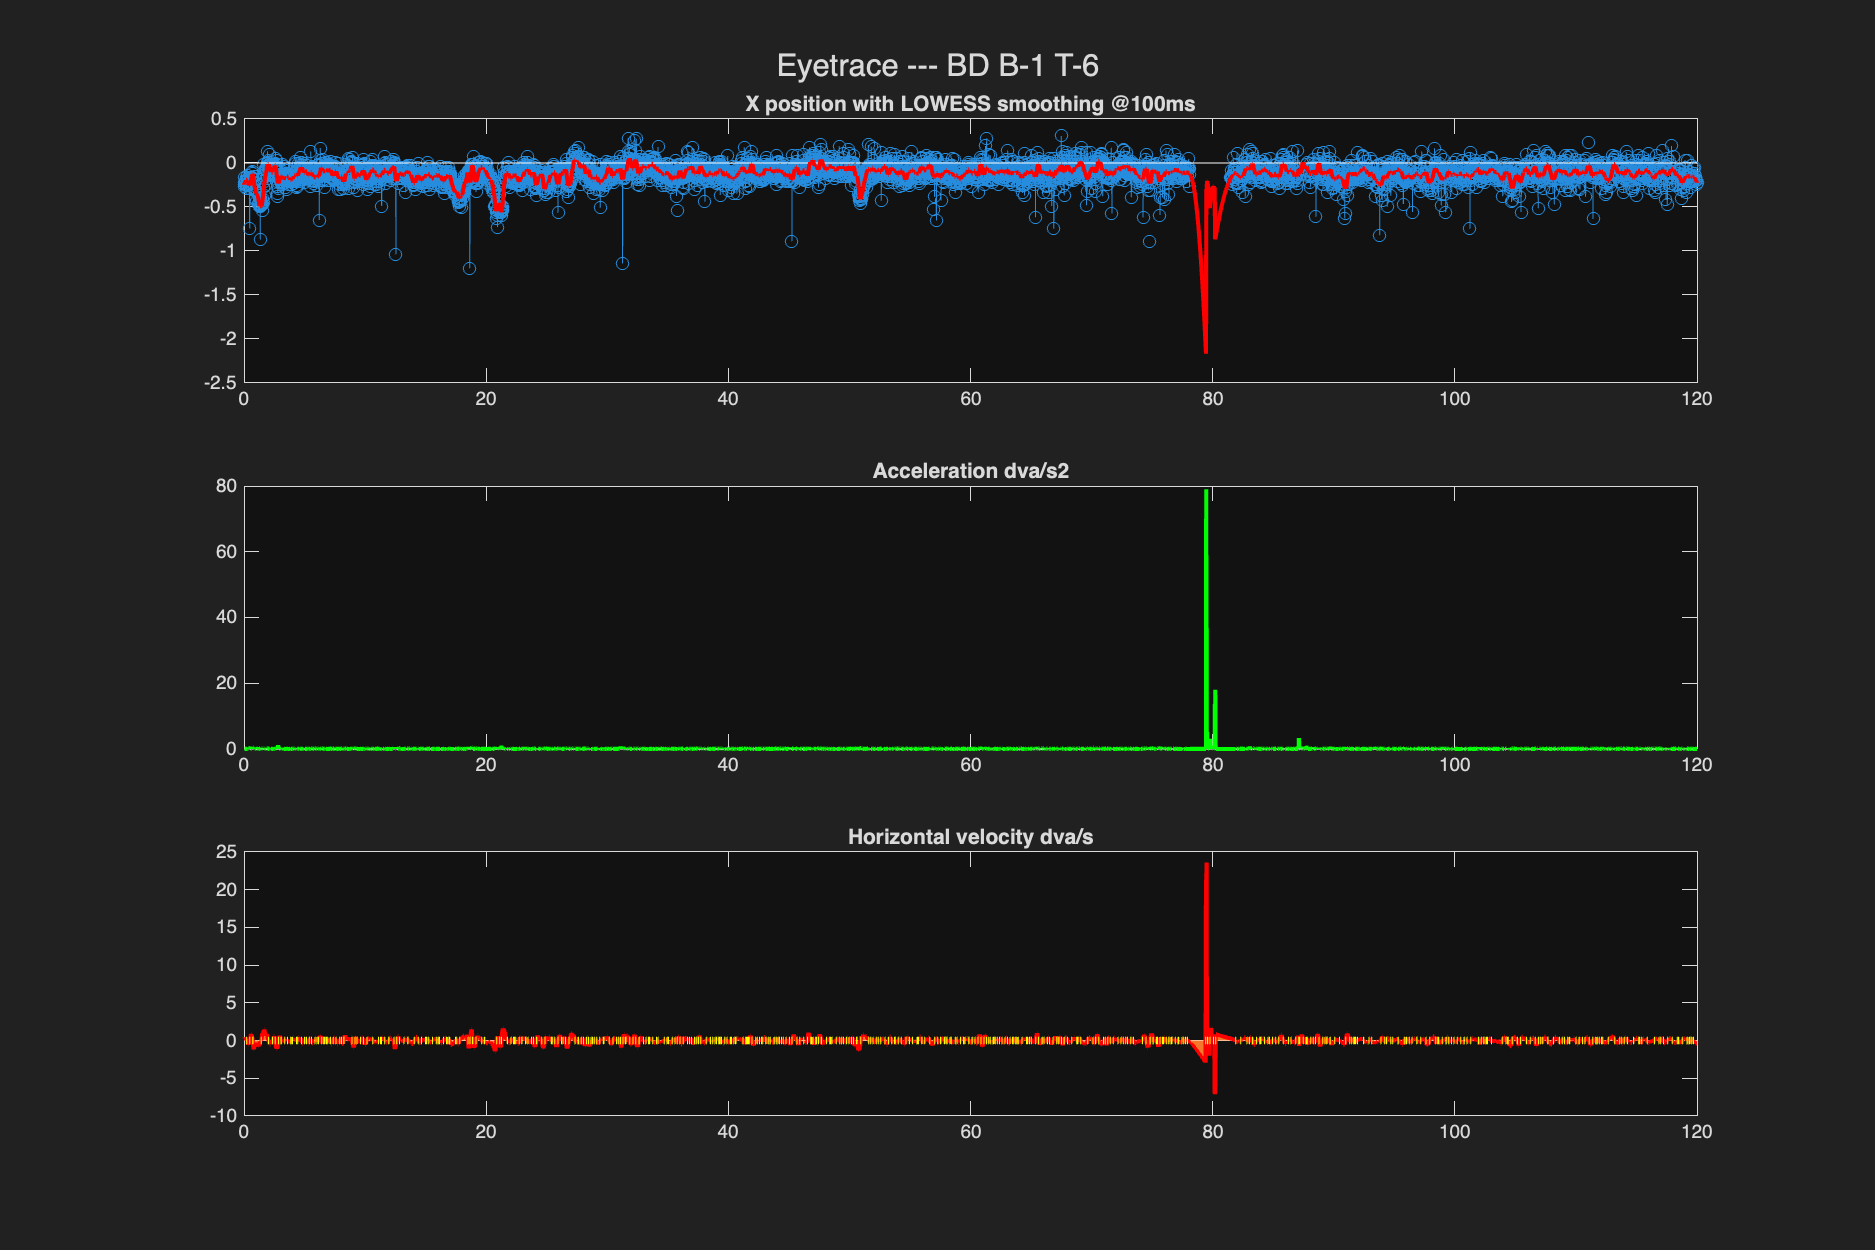 Eyetrace --- BD B-1 T-6
X position with LOWESS smoothing @100ms
0.5
0
-0.5
-1
-1.5
-2
-2.5
0 20 40 60 80 100 120
Acceleration dva/s2
80
60
40
20
0
0 20 40 60 80 100 120
Horizontal velocity dva/s
25
20
15
10
5
0
-5
-10
0 20 40 60 80 100 120